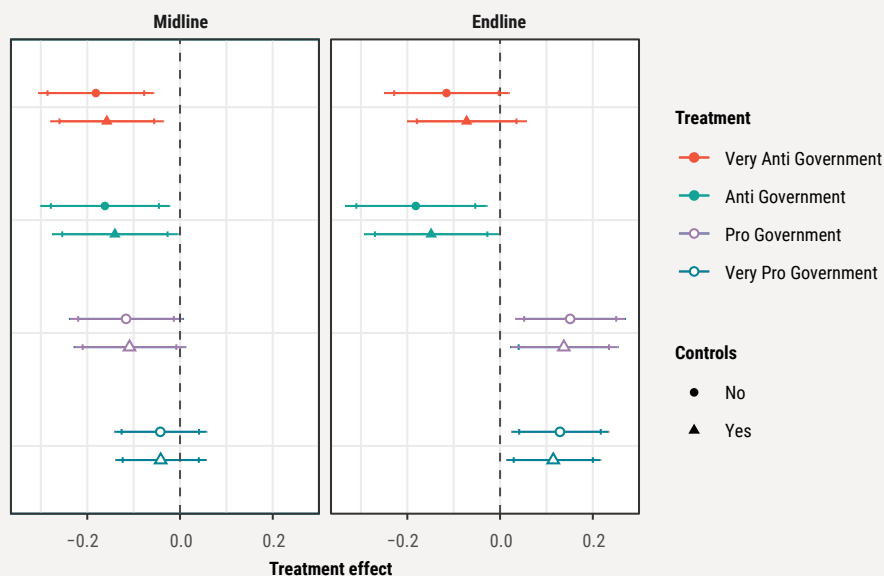 Midline
Endline
Treatment
Very Anti Government
Anti Government
Pro Government
Very Pro Government
Controls
No
Yes
−0.2
0.0
0.2
−0.2
0.0
0.2
Treatment effect